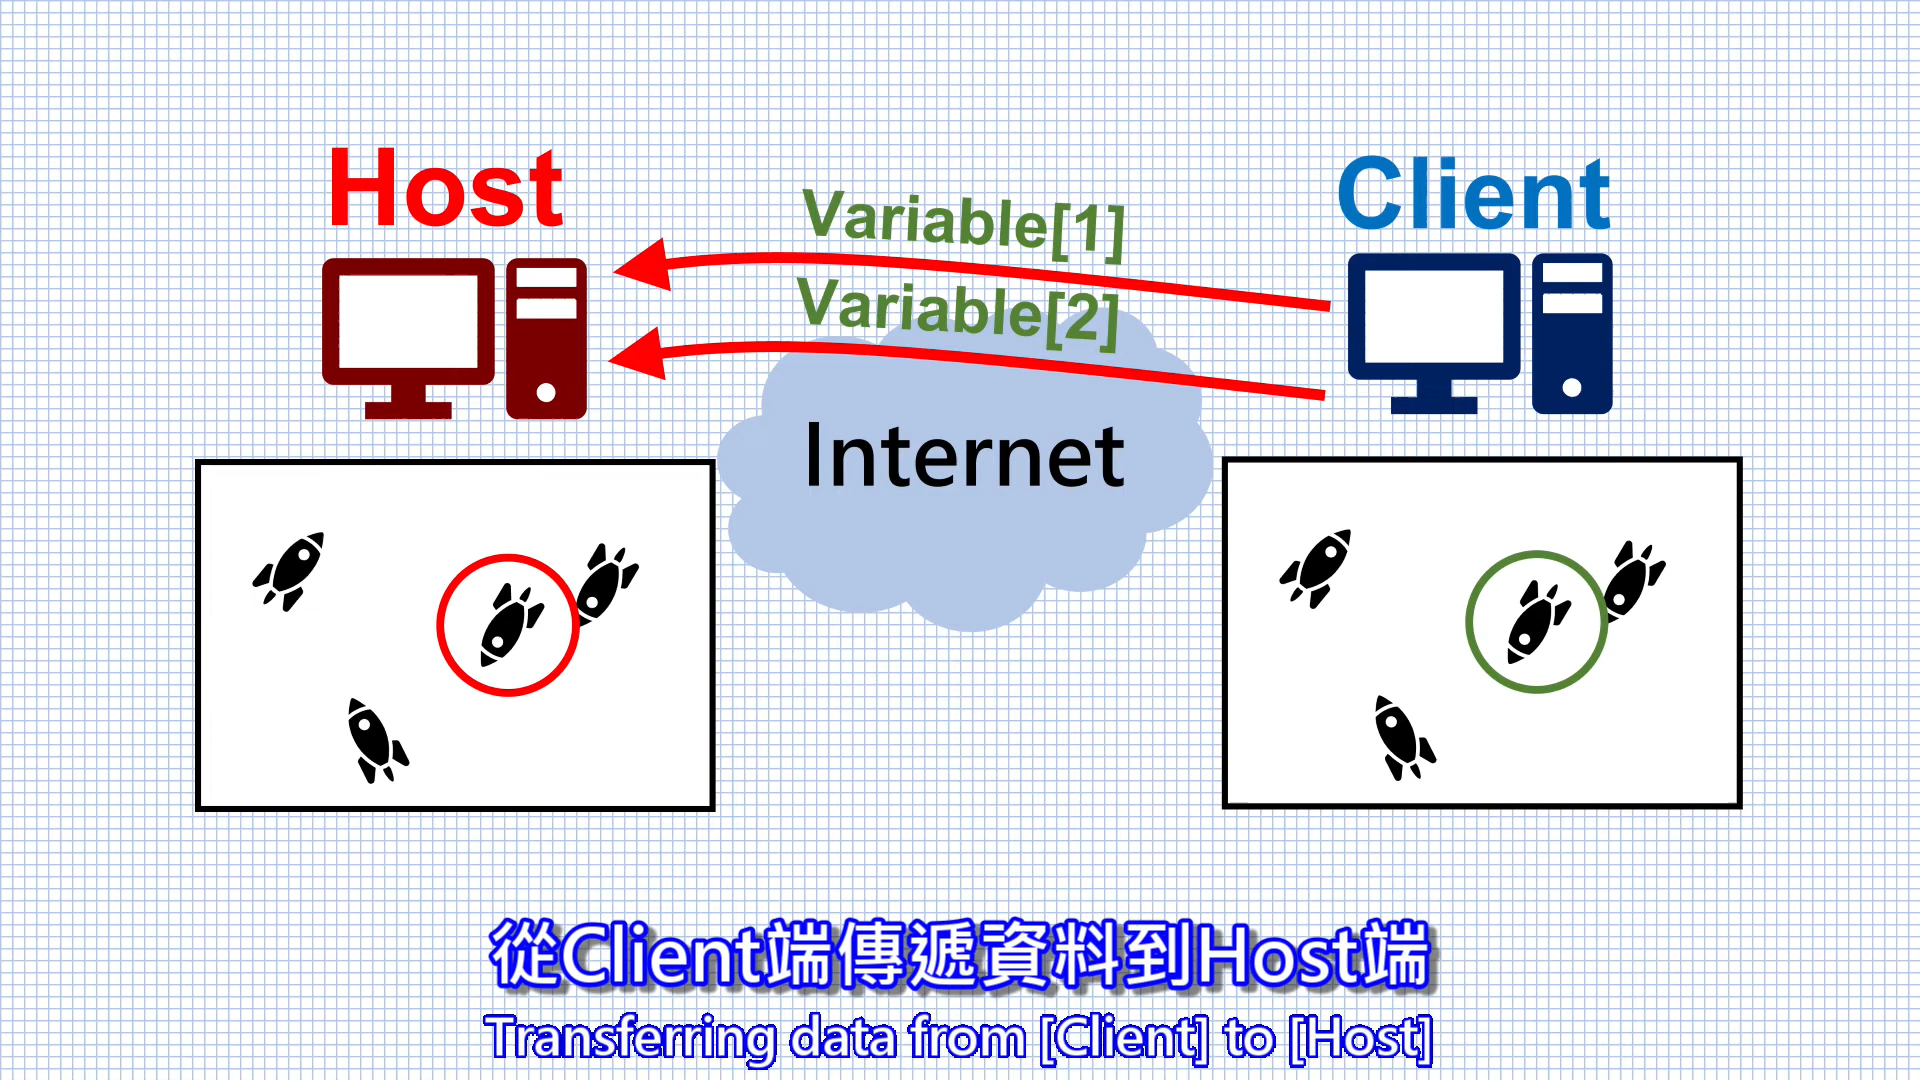 Host
Client
Variable[1]
Variable[2]
Internet
從Client端傳遞資料到Host端
Transferring data from [Client] to [Host]